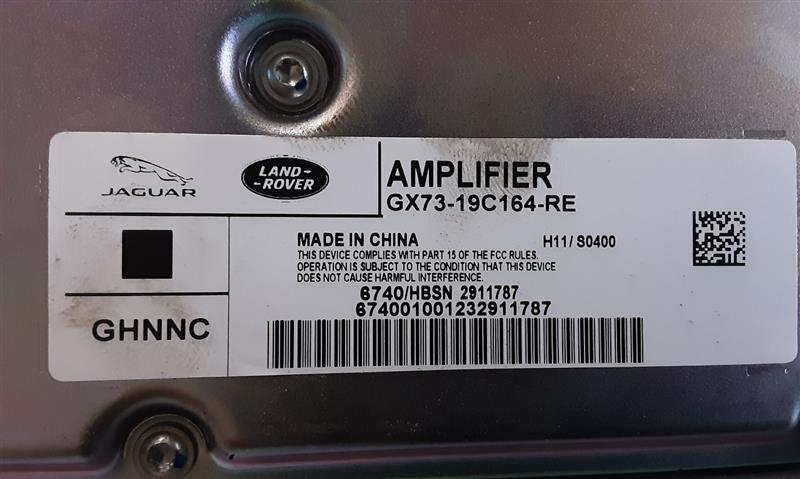 JAGUAR
LAND-
-ROVER
AMPLIFIER
GX73-19C164-RE
MADE IN CHINA
H11/ S0400
THIS DEVICE COMPLIES WITH PART 15 OF THE FCC RULES.
OPERATION IS SUBJECT TO THE CONDITION THAT THIS DEVICE
DOES NOT CAUSE HARMFUL INTERFERENCE.
6740/HBSN 2911787
674001001232911787
GHNNC